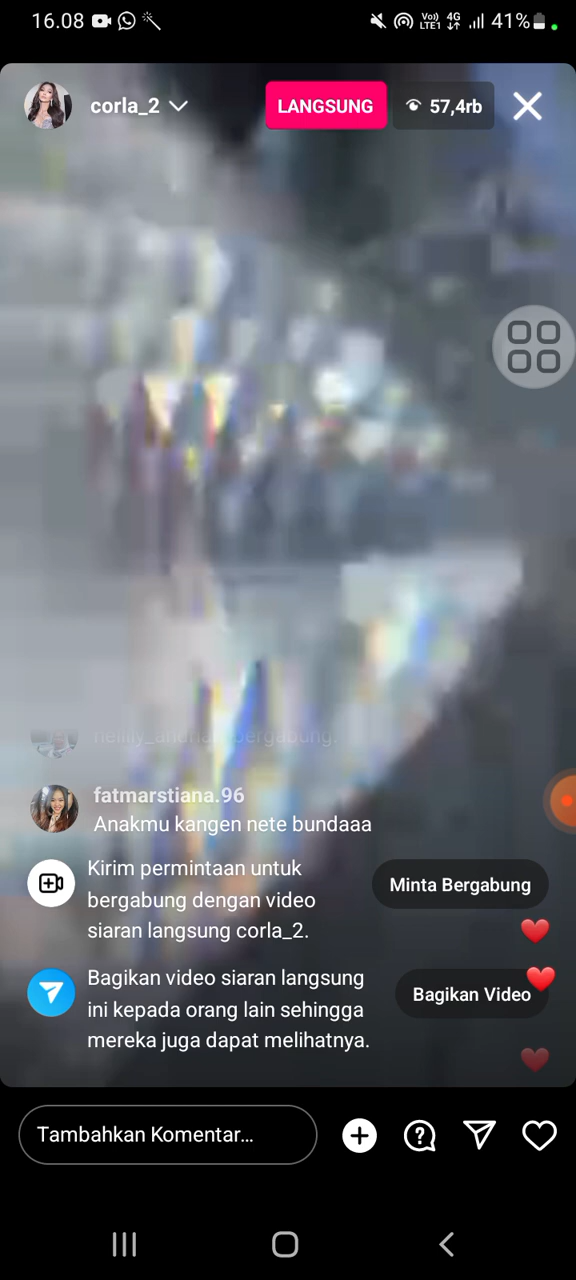 16.08
Vo)) 4G
LTE1
41%
corla_2
LANGSUNG
57,4rb
bergabung.
fatmarstiana.96
Anakmu kangen nete bundaaa
Kirim permintaan untuk
bergabung dengan video
siaran langsung corla_2.
Minta Bergabung
Bagikan video siaran langsung
ini kepada orang lain sehingga
mereka juga dapat melihatnya.
Bagikan Video
Tambahkan Komentar...